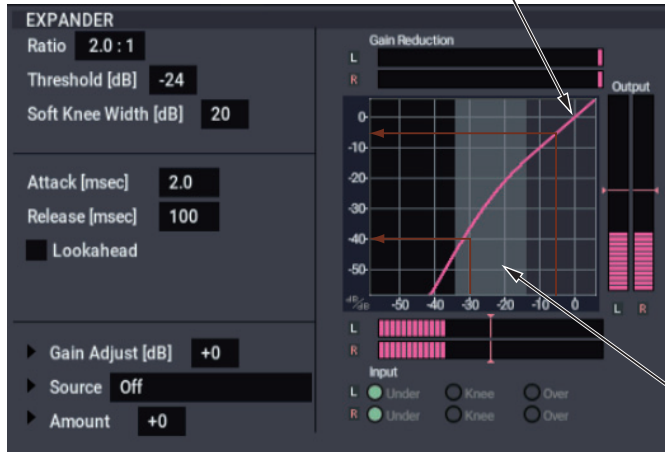 EXPANDER
Ratio 2.0 : 1
Threshold [dB] -24
Soft Knee Width [dB] 20
Attack [msec] 2.0
Release [msec] 100
Lookahead
Gain Adjust [dB] +0
Source Off
Amount +0
Gain Reduction
L
R
Output
0
-10
-20
-30
-40
-50
dB/dB -50 -40 -30 -20 -10 0
L R
L
R
Input
L Under Knee Over
R Under Knee Over